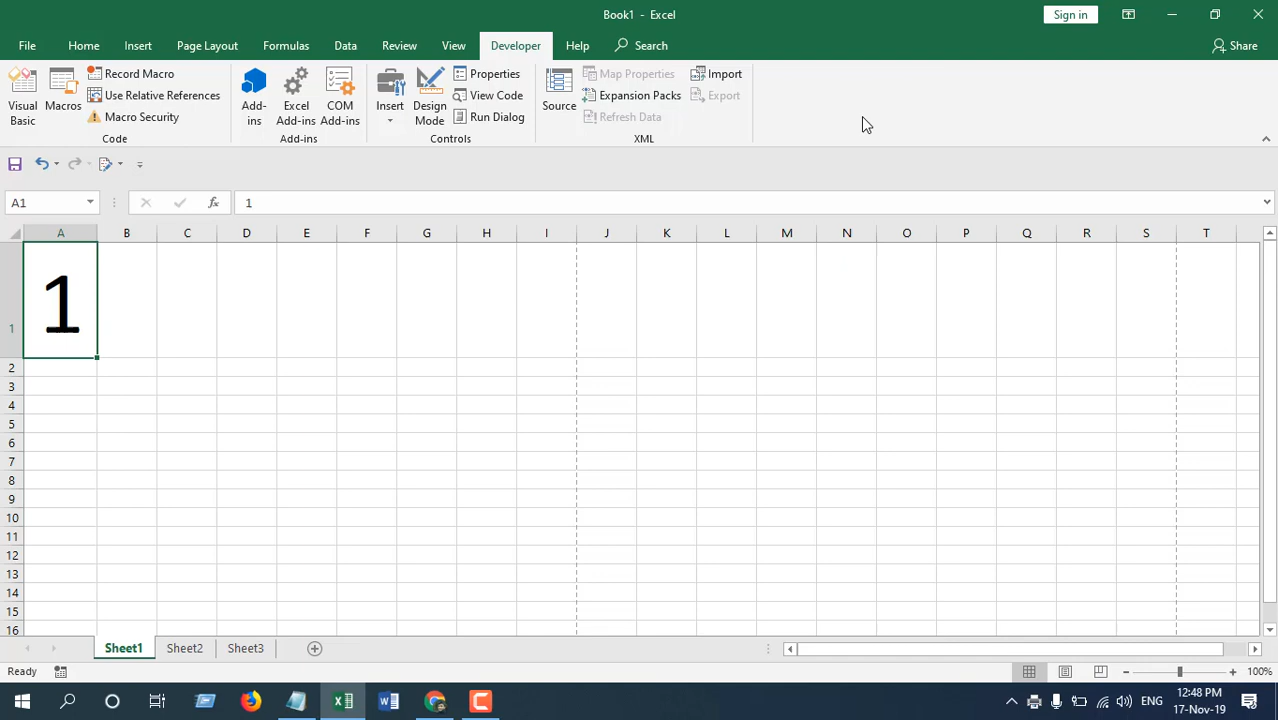 Book1 - Excel
Sign in
File Home Insert Page Layout Formulas Data Review View Developer Help Search Share
Visual Basic
Macros
Record Macro
Use Relative References
Macro Security
Code
Add-ins
Excel Add-ins
COM Add-ins
Add-ins
Insert
Design Mode
Properties
View Code
Run Dialog
Controls
Source
Map Properties
Expansion Packs
Refresh Data
Import
Export
XML
A1 fx 1
A B C D E F G H I J K L M N O P Q R S T
1 1
2
3
4
5
6
7
8
9
10
11
12
13
14
15
16
Sheet1 Sheet2 Sheet3
Ready 100%
ENG 12:48 PM
17-Nov-19